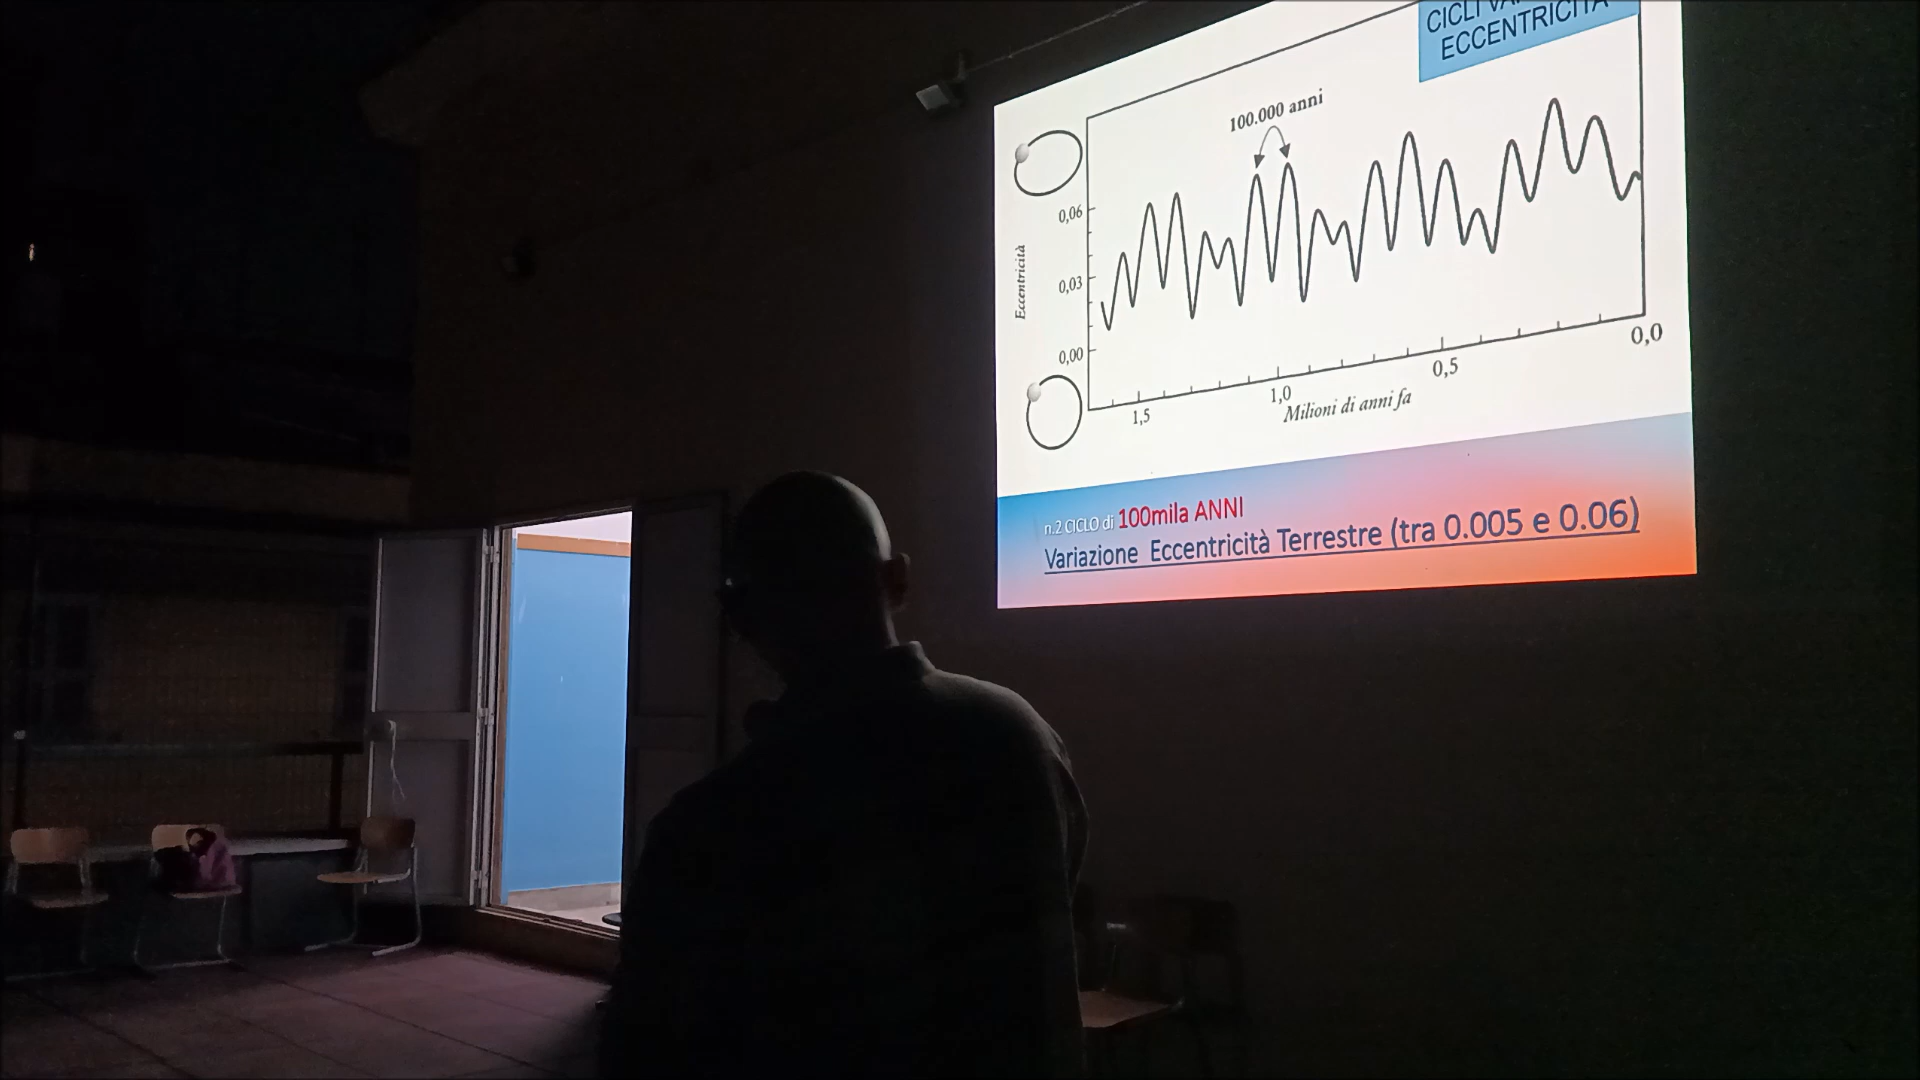 ECCENTRICITÀ
100.000 anni
0,06
Eccentricità
0,03
0,00
1,5
1,0
0,5
0,0
Milioni di anni fa
n.2 CICLO di 100mila ANNI
Variazione Eccentricità Terrestre (tra 0.005 e 0.06)